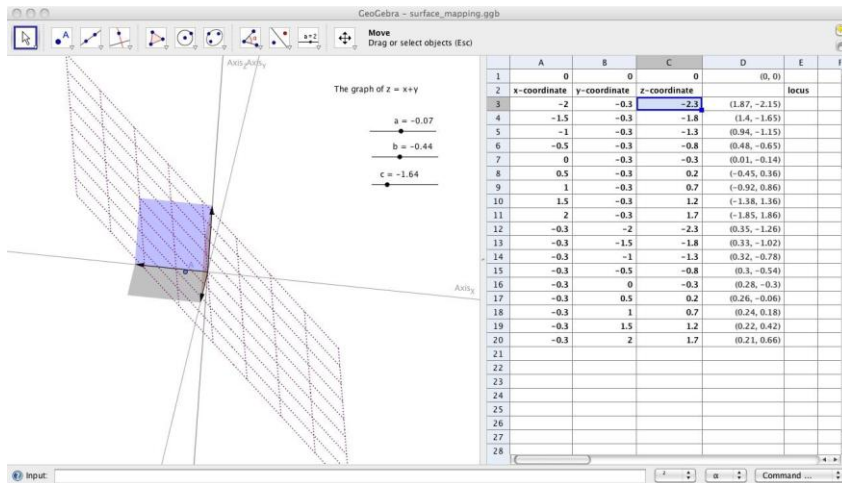 GeoGebra – surface_mapping.ggb
Move
Drag or select objects (Esc)
a=2
The graph of z = x+y
a = −0.07
b = −0.44
c = −1.64
A B C D E F
1 0 0 0 (0, 0)
2 x-coordinate y-coordinate z-coordinate locus
3 −2 −0.3 −2.3 (1.87, −2.15)
4 −1.5 −0.3 −1.8 (1.4, −1.65)
5 −1 −0.3 −1.3 (0.94, −1.15)
6 −0.5 −0.3 −0.8 (0.48, −0.65)
7 0 −0.3 −0.3 (0.01, −0.14)
8 0.5 −0.3 0.2 (−0.45, 0.36)
9 1 −0.3 0.7 (−0.92, 0.86)
10 1.5 −0.3 1.2 (−1.38, 1.36)
11 2 −0.3 1.7 (−1.85, 1.86)
12 −0.3 −2 −2.3 (0.35, −1.26)
13 −0.3 −1.5 −1.8 (0.33, −1.02)
14 −0.3 −1 −1.3 (0.32, −0.78)
15 −0.3 −0.5 −0.8 (0.3, −0.54)
16 −0.3 0 −0.3 (0.28, −0.3)
17 −0.3 0.5 0.2 (0.26, −0.06)
18 −0.3 1 0.7 (0.24, 0.18)
19 −0.3 1.5 1.2 (0.22, 0.42)
20 −0.3 2 1.7 (0.21, 0.66)
21
22
23
24
25
26
27
28
Input:
α
Command ...